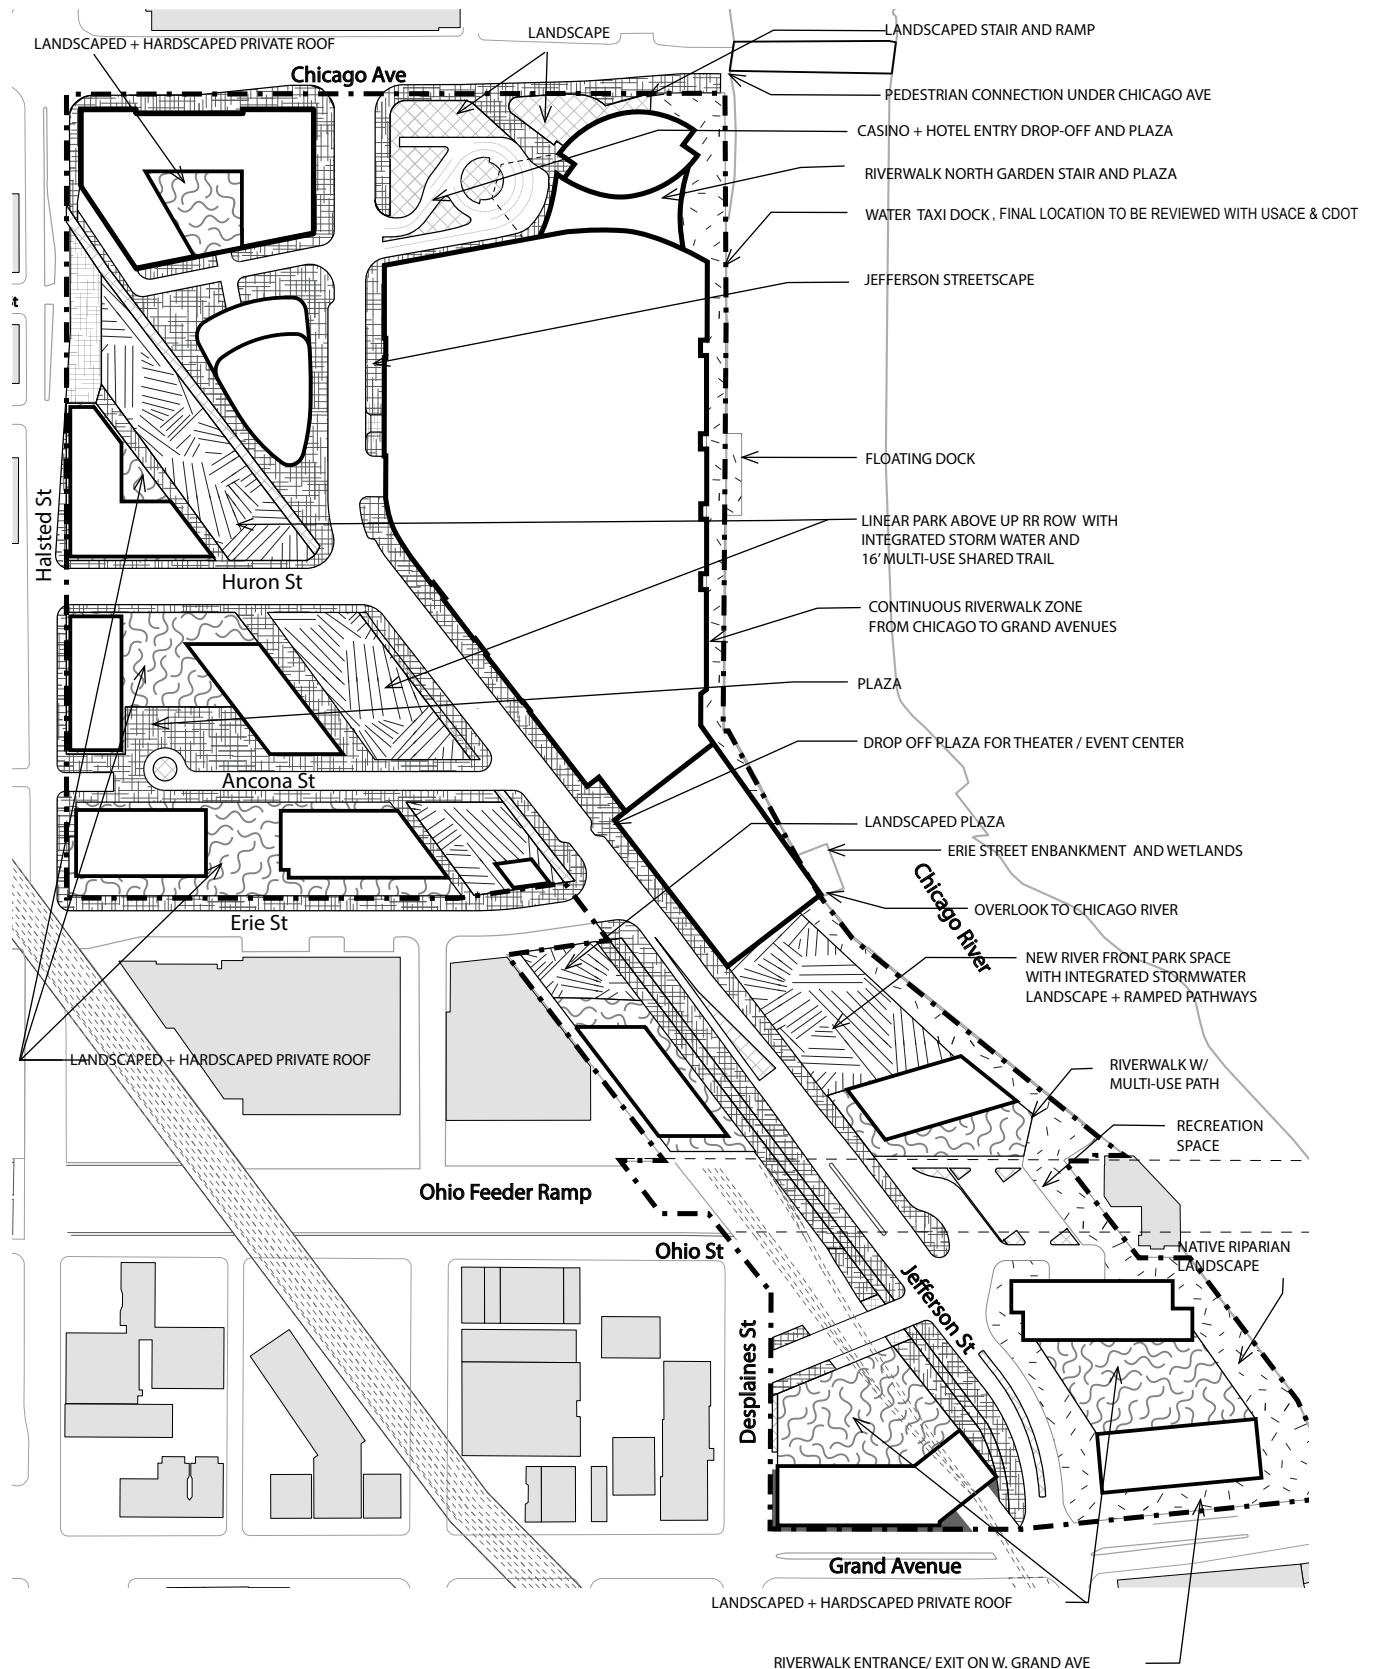 LANDSCAPED + HARDSCAPED PRIVATE ROOF
LANDSCAPE
LANDSCAPED STAIR AND RAMP
Chicago Ave
PEDESTRIAN CONNECTION UNDER CHICAGO AVE
CASINO + HOTEL ENTRY DROP-OFF AND PLAZA
RIVERWALK NORTH GARDEN STAIR AND PLAZA
WATER TAXI DOCK, FINAL LOCATION TO BE REVIEWED WITH USACE & CDOT
JEFFERSON STREETSCAPE
St
FLOATING DOCK
Halsted St
LINEAR PARK ABOVE UP RR ROW WITH
INTEGRATED STORM WATER AND
16' MULTI-USE SHARED TRAIL
Huron St
CONTINUOUS RIVERWALK ZONE
FROM CHICAGO TO GRAND AVENUES
PLAZA
DROP OFF PLAZA FOR THEATER / EVENT CENTER
Ancona St
LANDSCAPED PLAZA
ERIE STREET ENBANKMENT AND WETLANDS
Chicago River
OVERLOOK TO CHICAGO RIVER
Erie St
NEW RIVER FRONT PARK SPACE
WITH INTEGRATED STORMWATER
LANDSCAPE + RAMPED PATHWAYS
LANDSCAPED + HARDSCAPED PRIVATE ROOF
RIVERWALK W/
MULTI-USE PATH
RECREATION
SPACE
Ohio Feeder Ramp
Ohio St
NATIVE RIPARIAN
LANDSCAPE
Jefferson St
Desplaines St
Grand Avenue
LANDSCAPED + HARDSCAPED PRIVATE ROOF
RIVERWALK ENTRANCE/ EXIT ON W. GRAND AVE